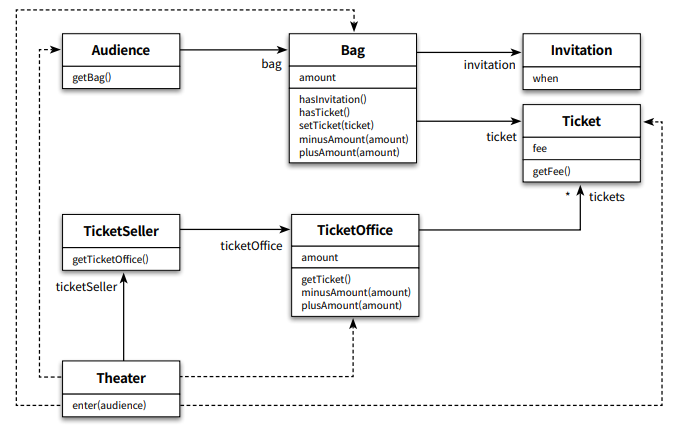 Audience
getBag()
bag
Bag
amount
hasInvitation()
hasTicket()
setTicket(ticket)
minusAmount(amount)
plusAmount(amount)
invitation
Invitation
when
ticket
Ticket
fee
getFee()
* tickets
TicketSeller
getTicketOffice()
ticketOffice
TicketOffice
amount
getTicket()
minusAmount(amount)
plusAmount(amount)
ticketSeller
Theater
enter(audience)